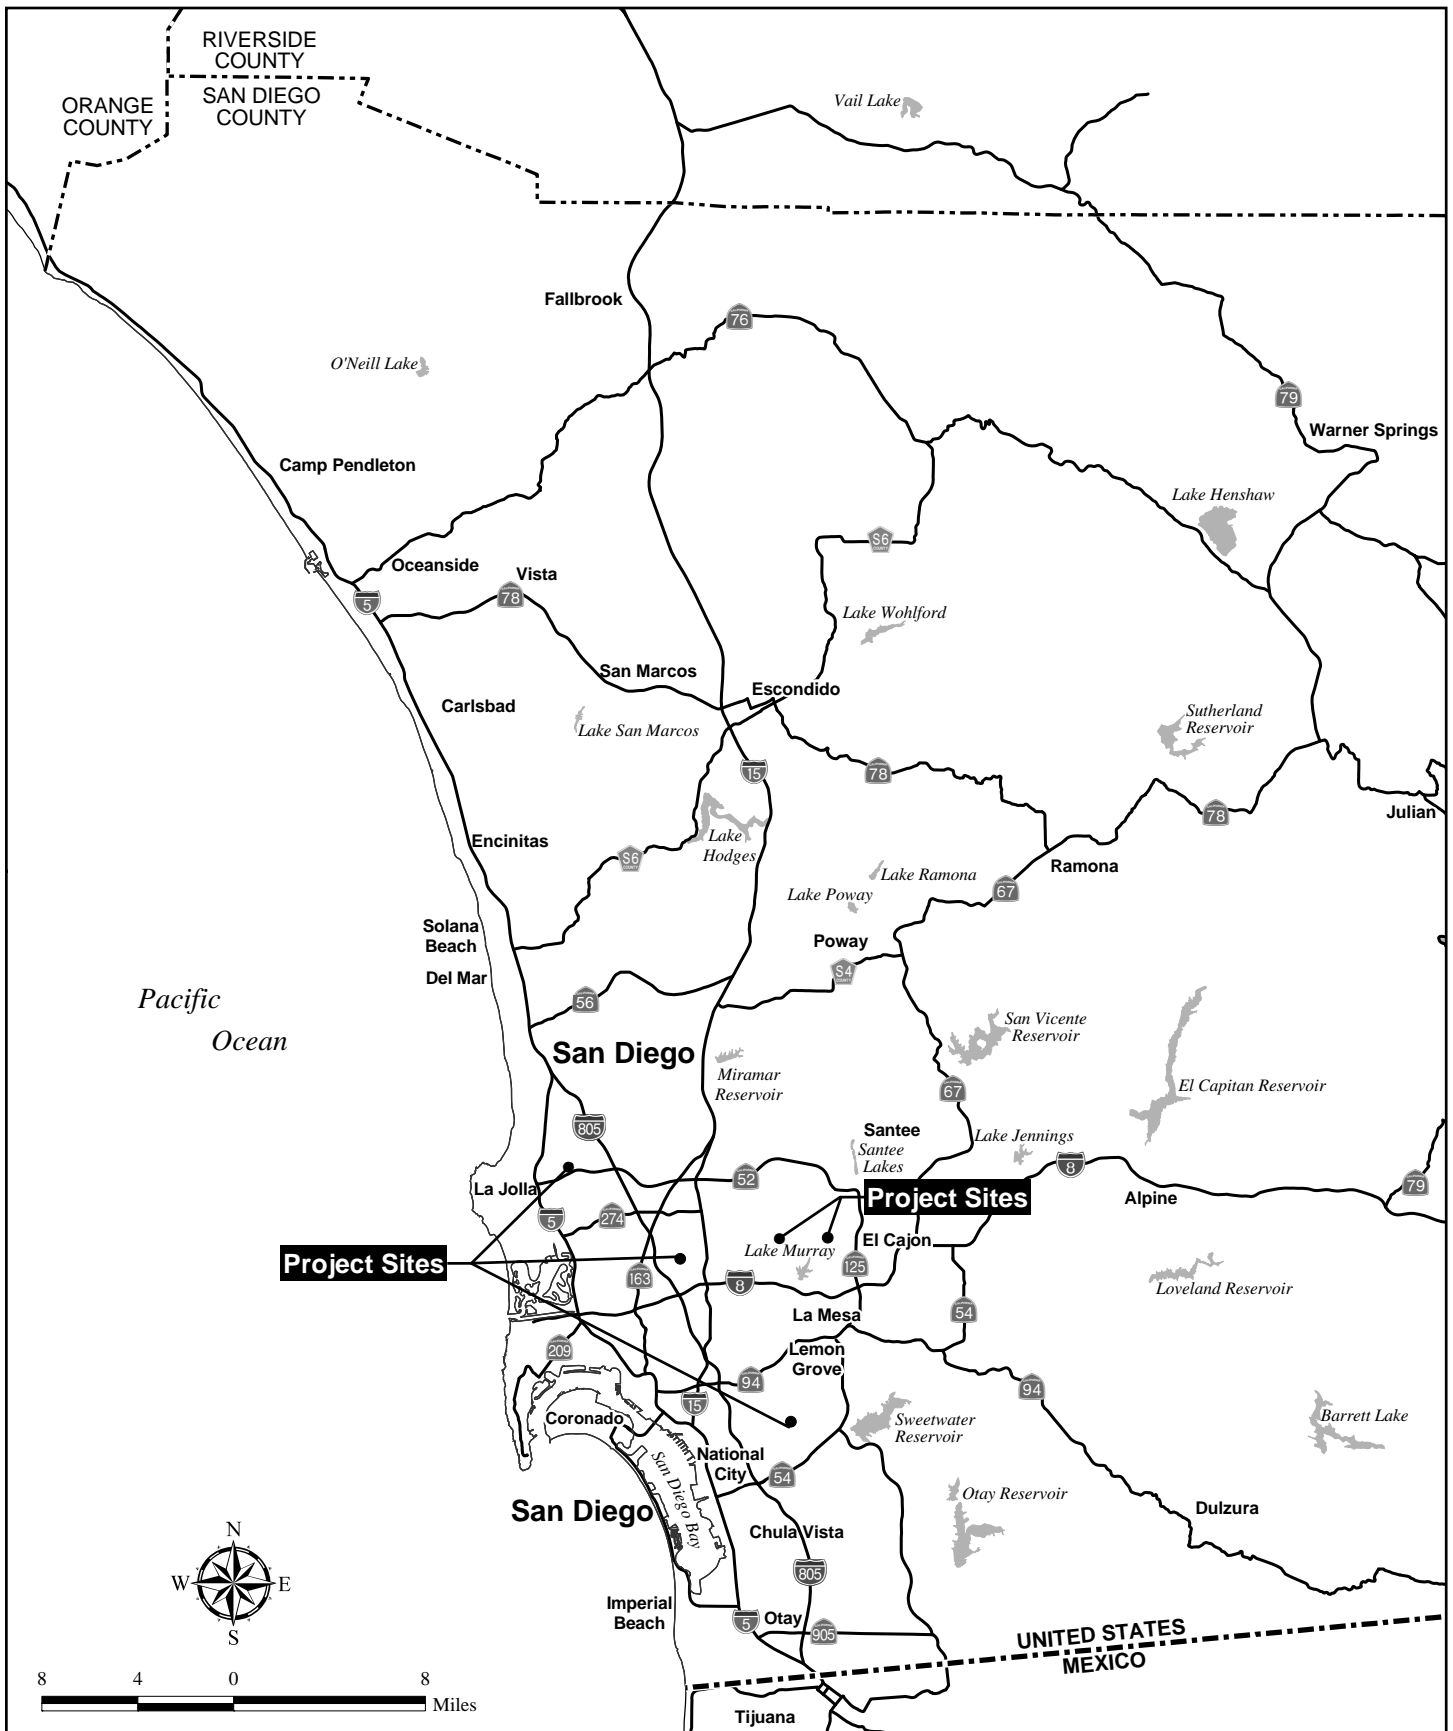 RIVERSIDE
COUNTY
ORANGE
COUNTY
SAN DIEGO
COUNTY
Vail Lake
Fallbrook
76
O'Neill Lake
79
Warner Springs
Camp Pendleton
Lake Henshaw
S6
COUNTY
Oceanside
Vista
5
78
Lake Wohlford
San Marcos
Escondido
Carlsbad
Lake San Marcos
Sutherland
Reservoir
15
78
78
Julian
Encinitas
Lake
Hodges
S6
COUNTY
Ramona
Lake Ramona
67
Lake Poway
Solana
Beach
Poway
Del Mar
S4
COUNTY
Pacific
Ocean
56
San Vicente
Reservoir
San Diego
Miramar
Reservoir
El Capitan Reservoir
67
805
Santee
Santee
Lakes
Lake Jennings
8
52
La Jolla
Project Sites
Alpine
79
5
274
El Cajon
Lake Murray
Project Sites
163
8
125
Loveland Reservoir
La Mesa
54
209
Lemon
Grove
94
94
15
Coronado
Sweetwater
Reservoir
Barrett Lake
National
City
54
San Diego Bay
Otay Reservoir
San Diego
Dulzura
Chula Vista
N
W
E
S
805
Imperial
Beach
5
Otay
905
UNITED STATES
MEXICO
8
4
0
8
Miles
Tijuana